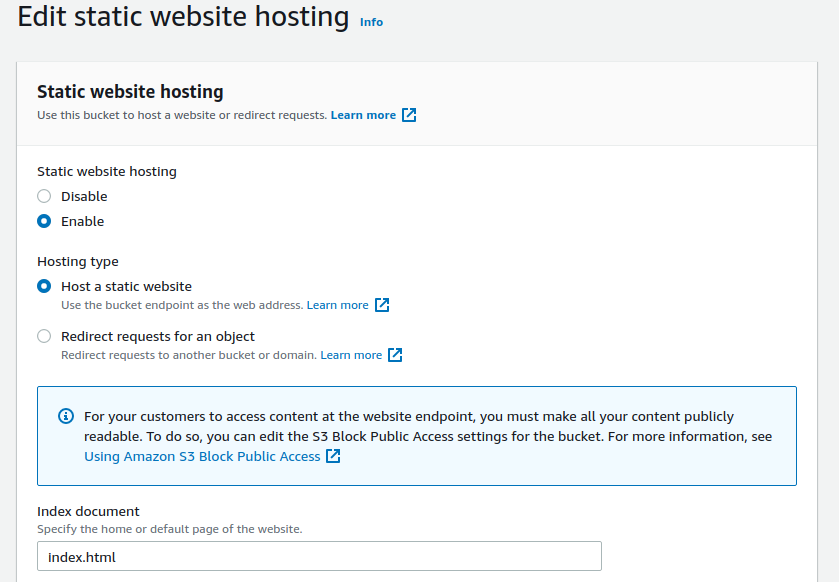 Edit static website hosting Info
Static website hosting
Use this bucket to host a website or redirect requests. Learn more
Static website hosting
Disable
Enable
Hosting type
Host a static website
Use the bucket endpoint as the web address. Learn more
Redirect requests for an object
Redirect requests to another bucket or domain. Learn more
For your customers to access content at the website endpoint, you must make all your content publicly
readable. To do so, you can edit the S3 Block Public Access settings for the bucket. For more information, see
Using Amazon S3 Block Public Access
Index document
Specify the home or default page of the website.
index.html